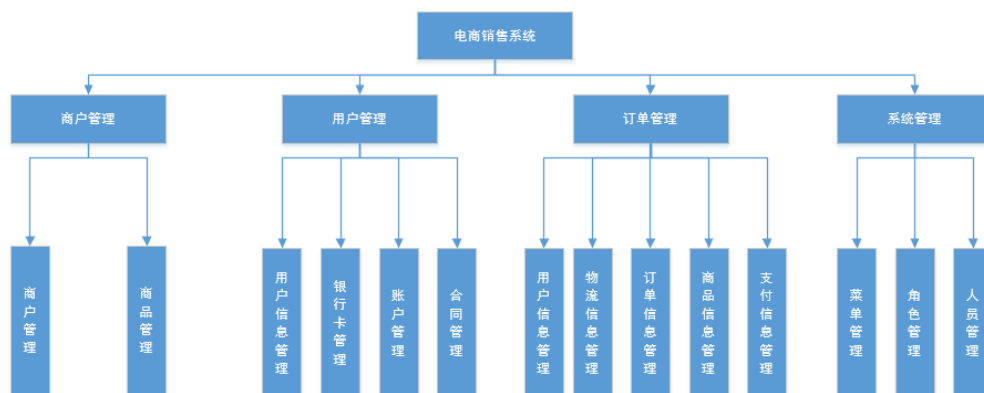 电商销售系统
商户管理
用户管理
订单管理
系统管理
商户管理
商品管理
用户信息管理
银行卡管理
账户管理
合同管理
用户信息管理
物流信息管理
订单信息管理
商品信息管理
支付信息管理
菜单管理
角色管理
人员管理